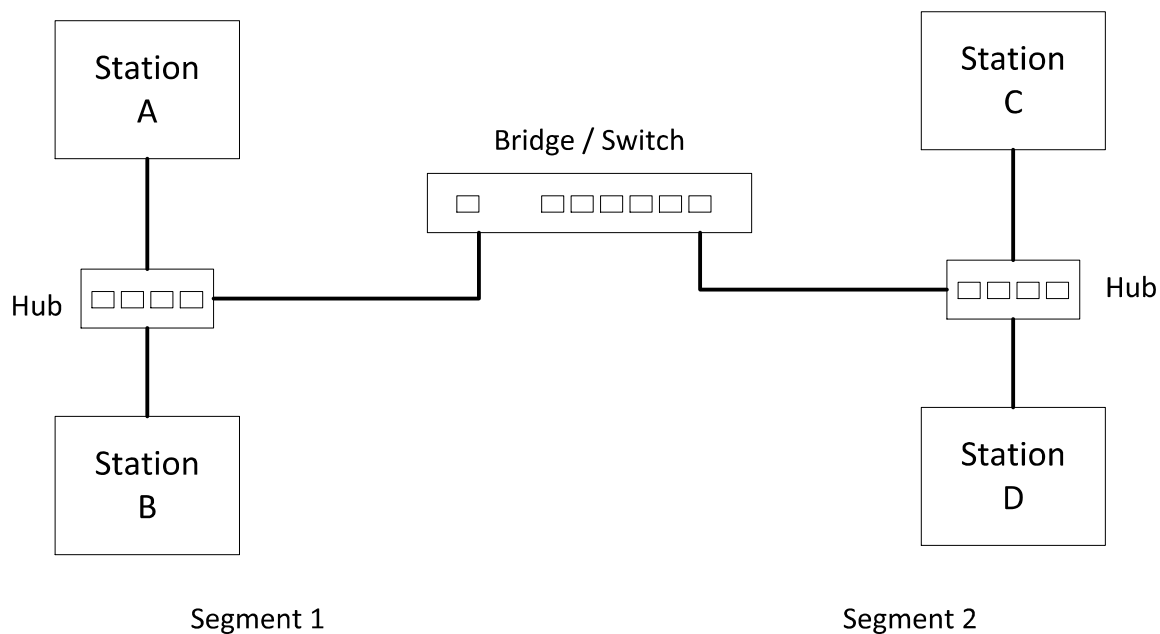 Station
A
Station
C
Bridge / Switch
Hub
Hub
Station
B
Station
D
Segment 1
Segment 2